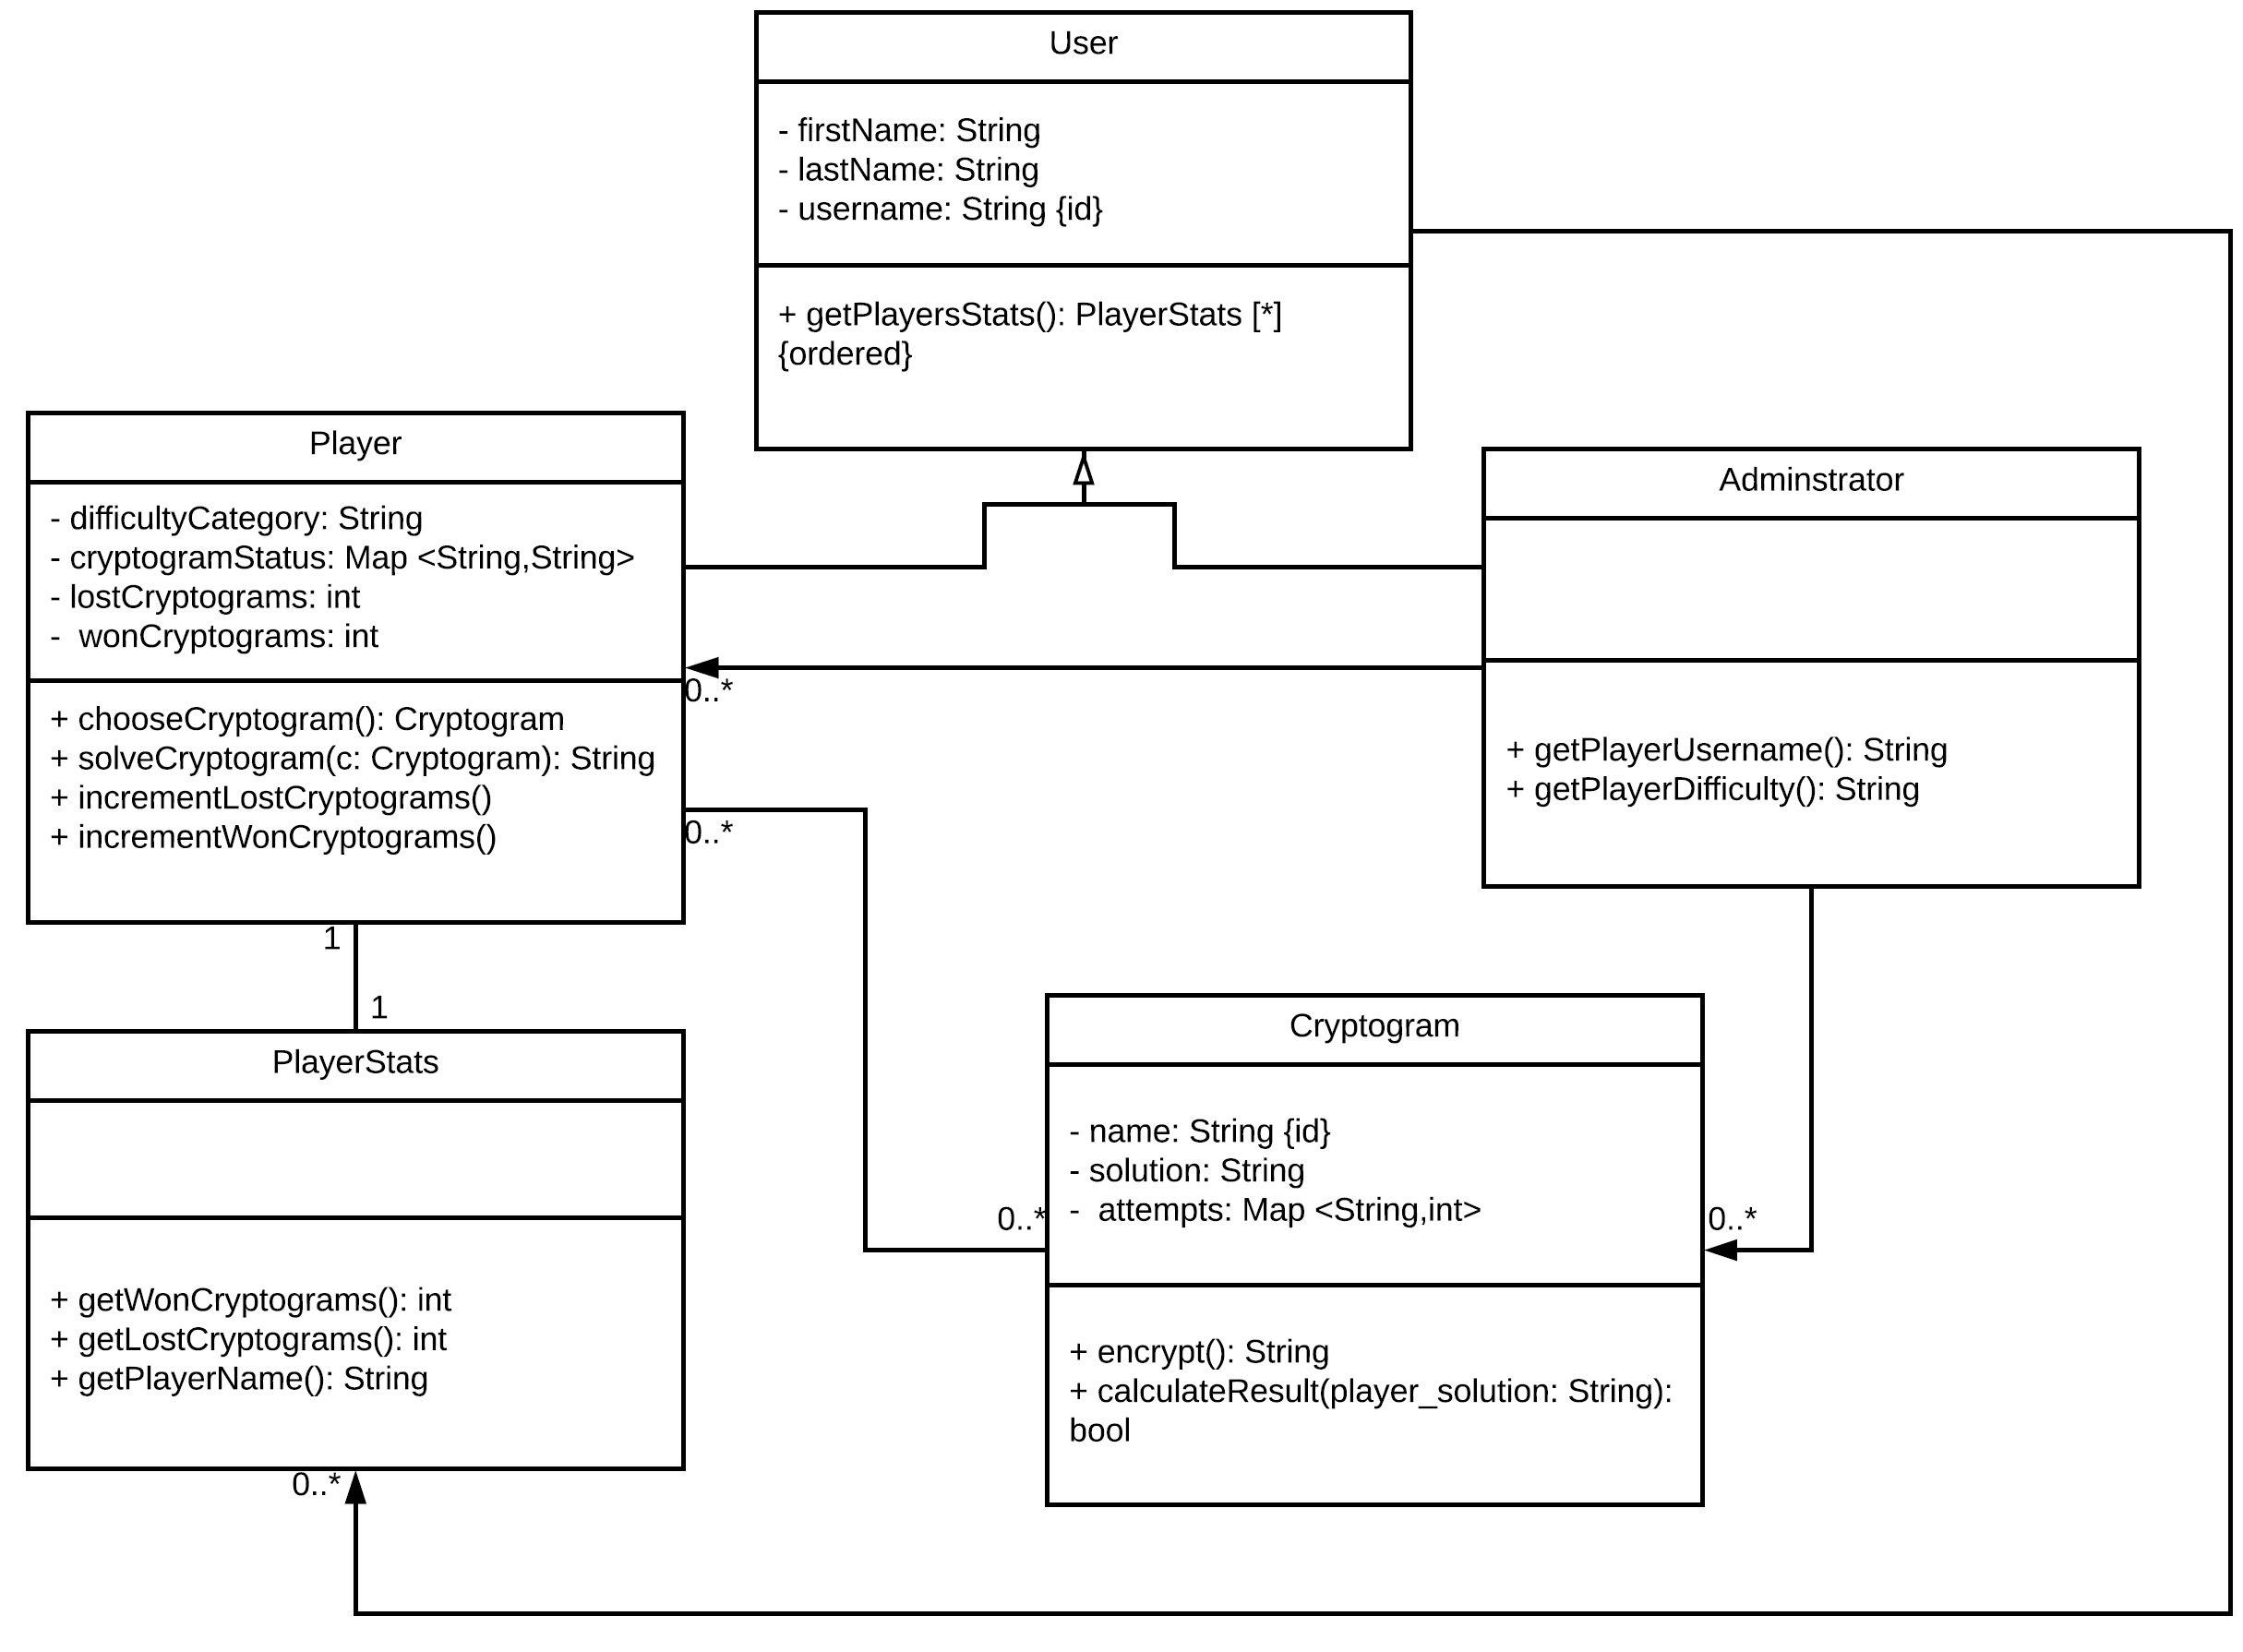 User
- firstName: String
- lastName: String
- username: String {id}
+ getPlayersStats(): PlayerStats [*]
{ordered}
Player
- difficultyCategory: String
- cryptogramStatus: Map <String,String>
- lostCryptograms: int
-  wonCryptograms: int
+ chooseCryptogram(): Cryptogram
+ solveCryptogram(c: Cryptogram): String
+ incrementLostCryptograms()
+ incrementWonCryptograms()
Adminstrator
+ getPlayerUsername(): String
+ getPlayerDifficulty(): String
0..*
0..*
1
1
PlayerStats
+ getWonCryptograms(): int
+ getLostCryptograms(): int
+ getPlayerName(): String
0..*
Cryptogram
- name: String {id}
- solution: String
-  attempts: Map <String,int>
+ encrypt(): String
+ calculateResult(player_solution: String):
bool
0..*
0..*